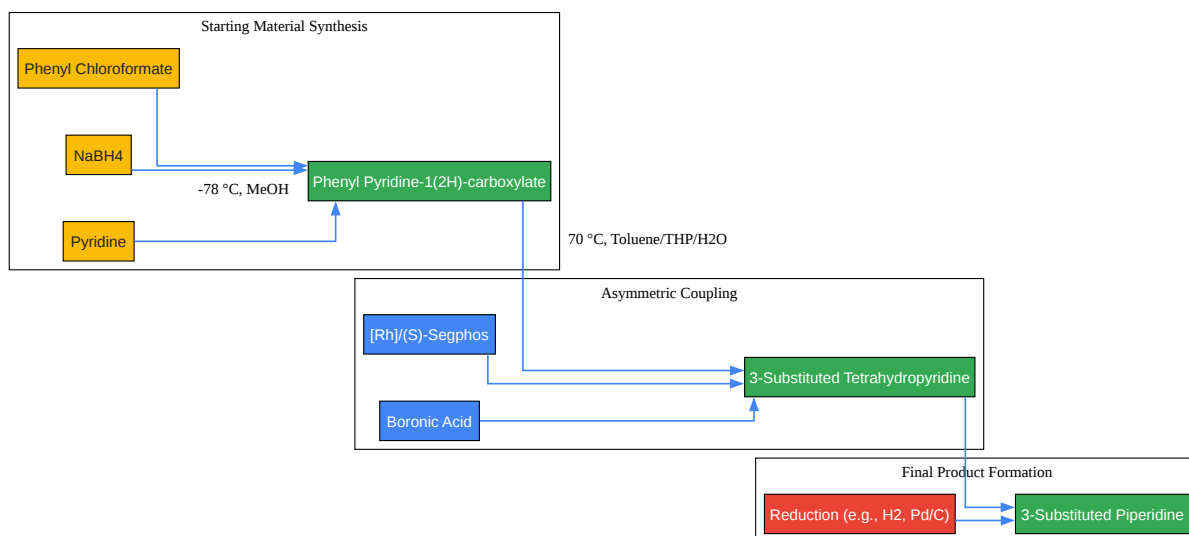 Starting Material Synthesis
Phenyl Chloroformate
NaBH4
-78 °C, MeOH
Phenyl Pyridine-1(2H)-carboxylate
Pyridine
70 °C, Toluene/THP/H2O
Asymmetric Coupling
[Rh]/(S)-Segphos
3-Substituted Tetrahydropyridine
Boronic Acid
Final Product Formation
Reduction (e.g., H2, Pd/C)
3-Substituted Piperidine